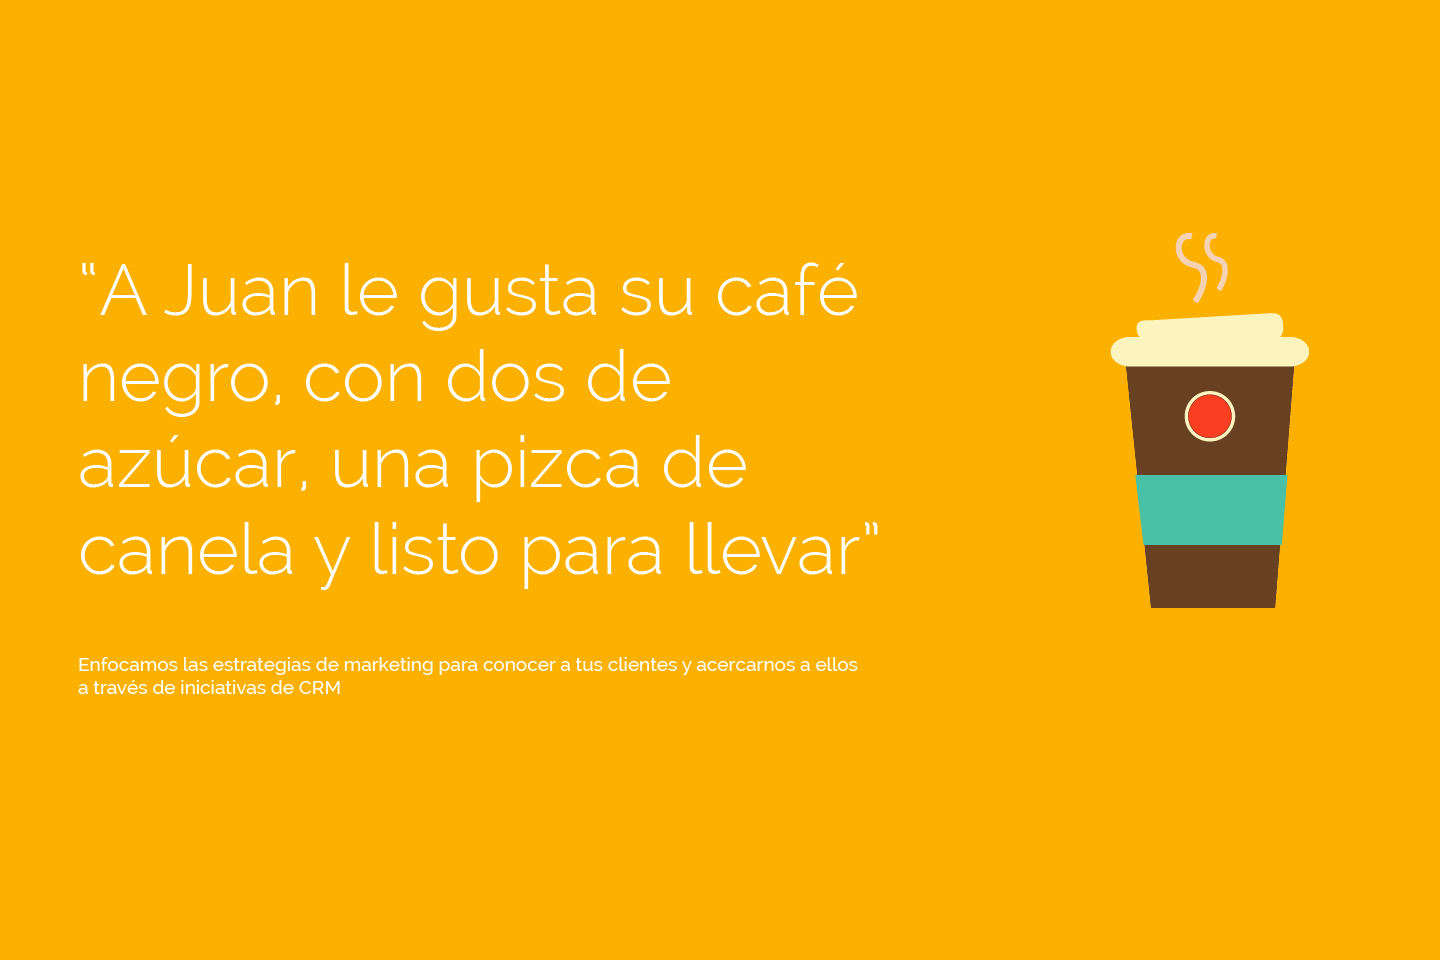 “A Juan le gusta su café
negro, con dos de
azúcar, una pizca de
canela y listo para llevar”
Enfocamos las estrategias de marketing para conocer a tus clientes y acercarnos a ellos
a través de iniciativas de CRM